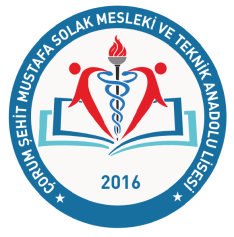 ÇORUM ŞEHİT MUSTAFA SOLAK MESLEKİ VE TEKNİK ANADOLU LİSESİ
2016